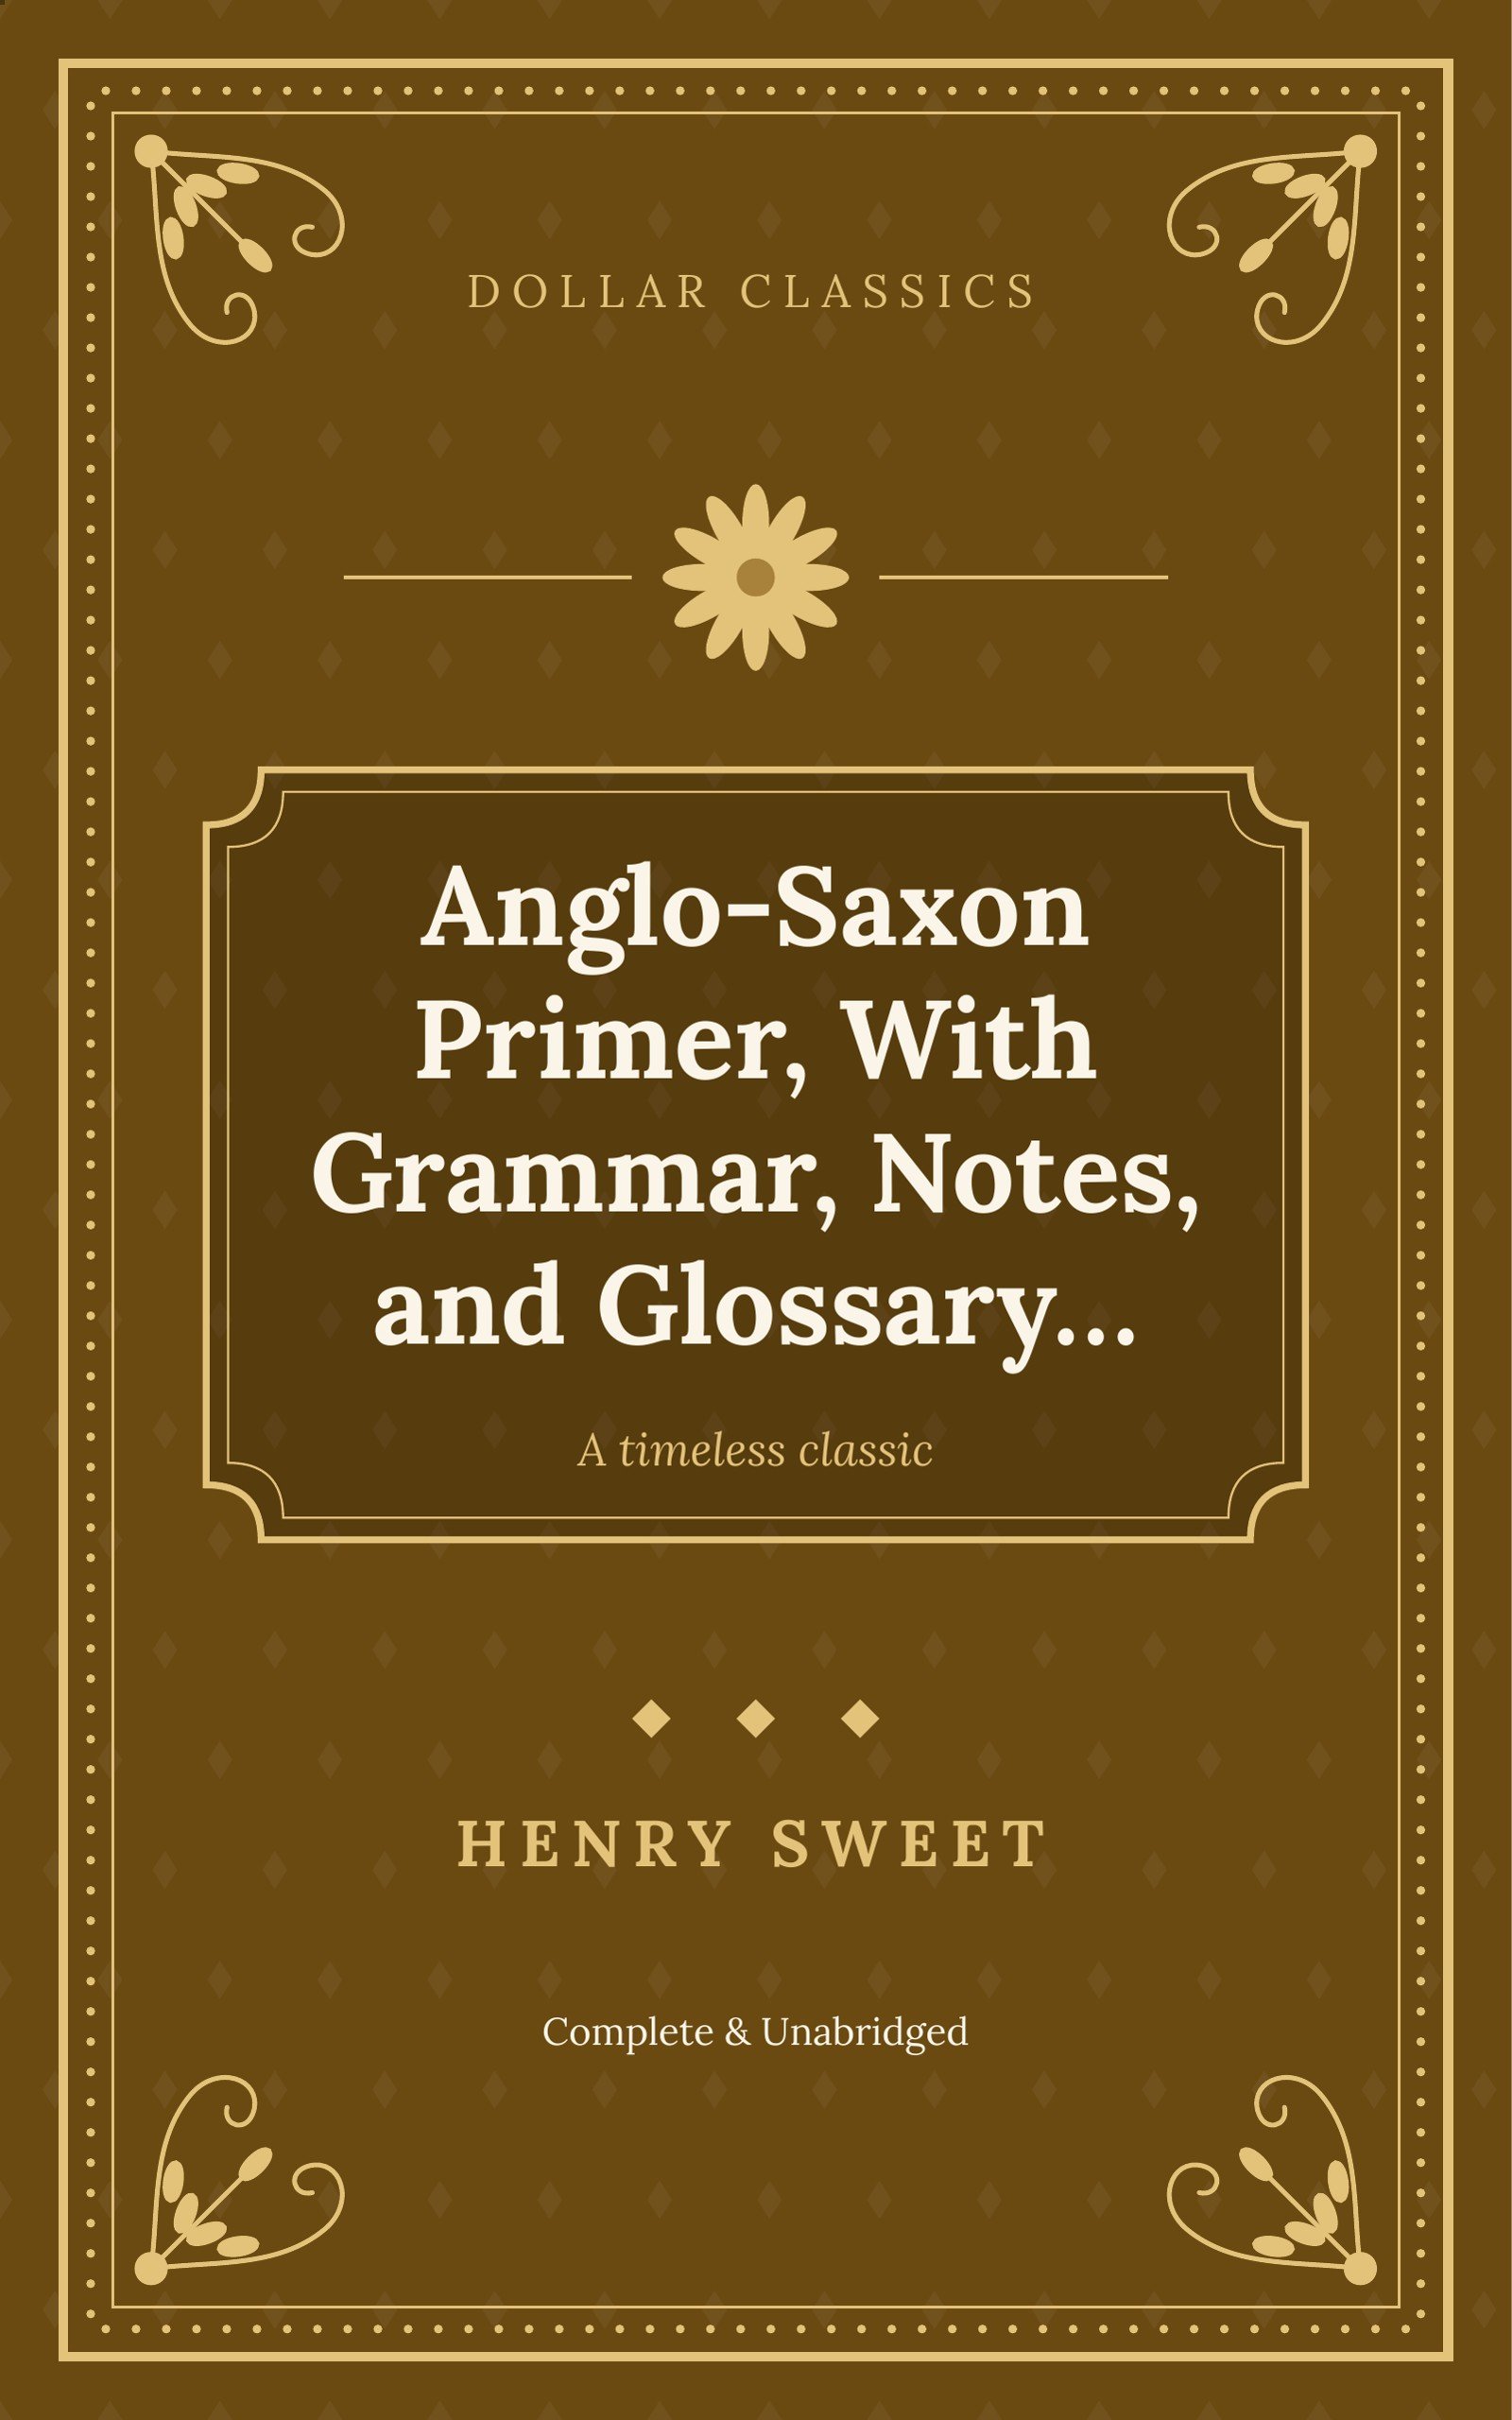 DOLLAR CLASSICS
Anglo-Saxon
Primer, With
Grammar, Notes,
and Glossary...
A timeless classic
HENRY SWEET
Complete & Unabridged